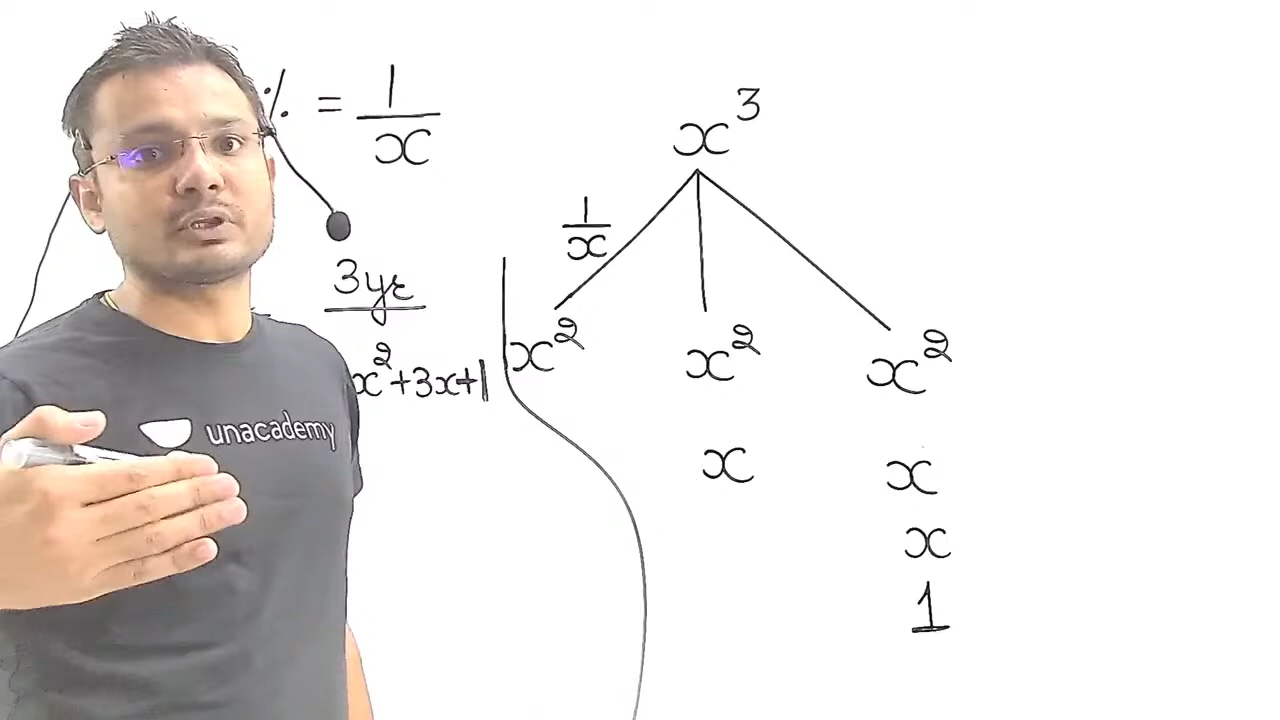 % = 1/x
x³
1/x
3yr
x²+3x+1
x² x² x²
x x
x
1
unacademy